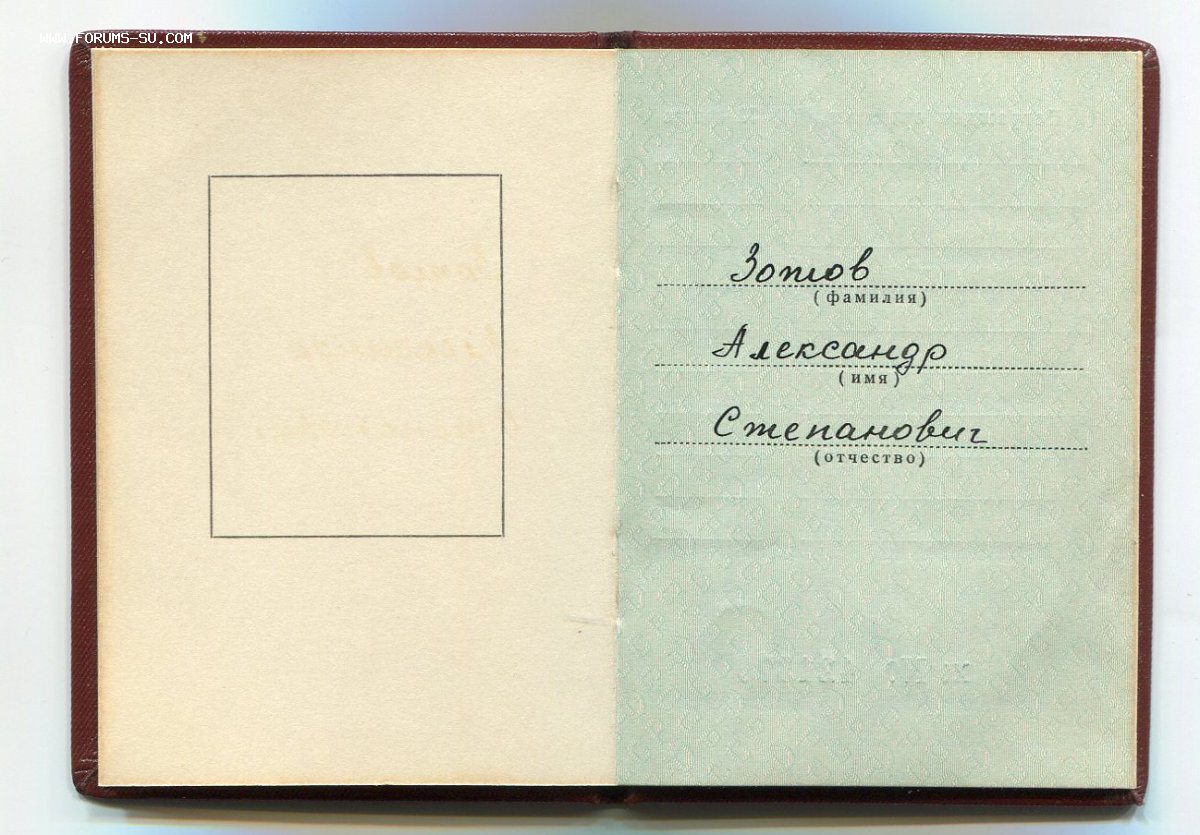 WWW.FORUMS-SU.COM
Зотов
(фамилия)
Александр
(имя)
Степанович
(отчество)